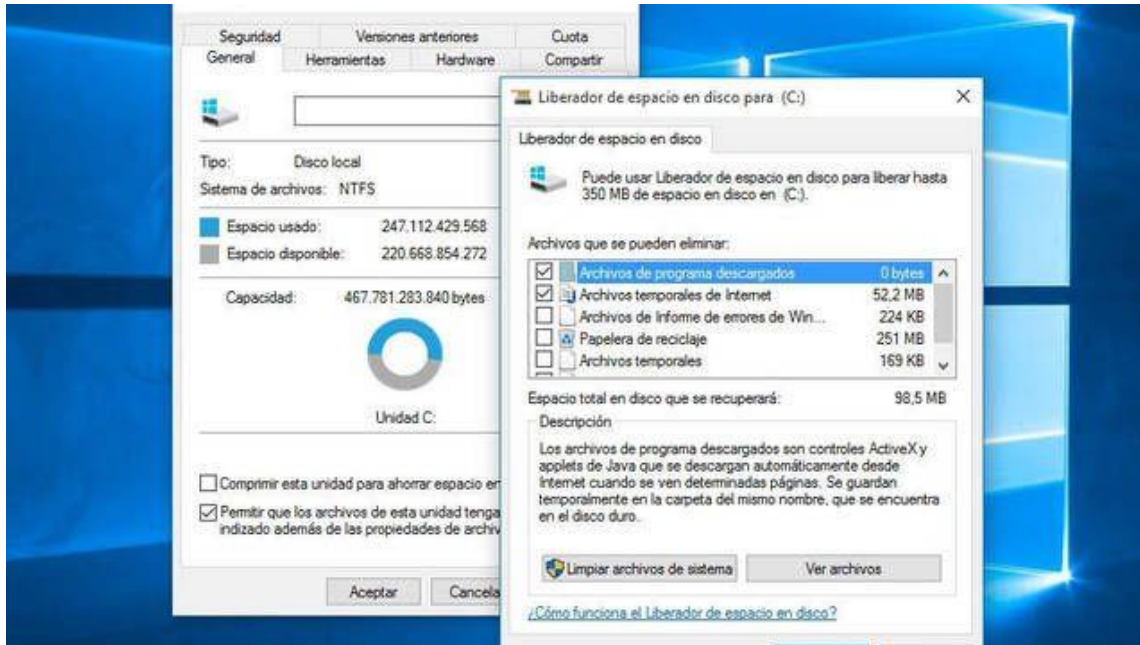 Seguridad
Versiones anteriores
Cuota
General
Herramientas
Hardware
Compartir
Tipo:
Disco local
Sistema de archivos: NTFS
Espacio usado:
247.112.429.568
Espacio disponible:
220.668.854.272
Capacidad:
467.781.283.840 bytes
Unidad C:
Comprimir esta unidad para ahorrar espacio en
Permitir que los archivos de esta unidad tenga
indizado además de las propiedades de archiv
Aceptar
Cancela
Liberador de espacio en disco para (C:)
Liberador de espacio en disco
Puede usar Liberador de espacio en disco para liberar hasta
350 MB de espacio en disco en (C:).
Archivos que se pueden eliminar:
Archivos de programa descargados 0 bytes
Archivos temporales de Internet 52,2 MB
Archivos de Informe de errores de Win... 224 KB
Papelera de reciclaje 251 MB
Archivos temporales 169 KB
Espacio total en disco que se recuperará: 98,5 MB
Descripción
Los archivos de programa descargados son controles ActiveX y
applets de Java que se descargan automáticamente desde
Internet cuando se ven determinadas páginas. Se guardan
temporalmente en la carpeta del mismo nombre, que se encuentra
en el disco duro.
Limpiar archivos de sistema
Ver archivos
¿Cómo funciona el Liberador de espacio en disco?